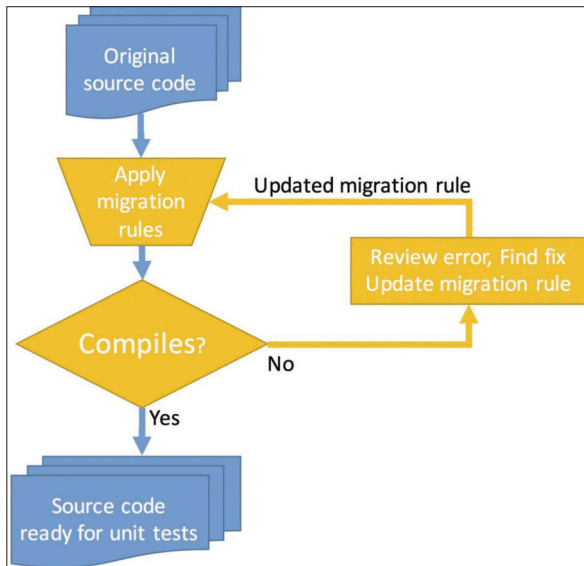 Original
source code
Apply
migration
rules
Updated migration rule
Review error, Find fix
Update migration rule
Compiles?
No
Yes
Source code
ready for unit tests